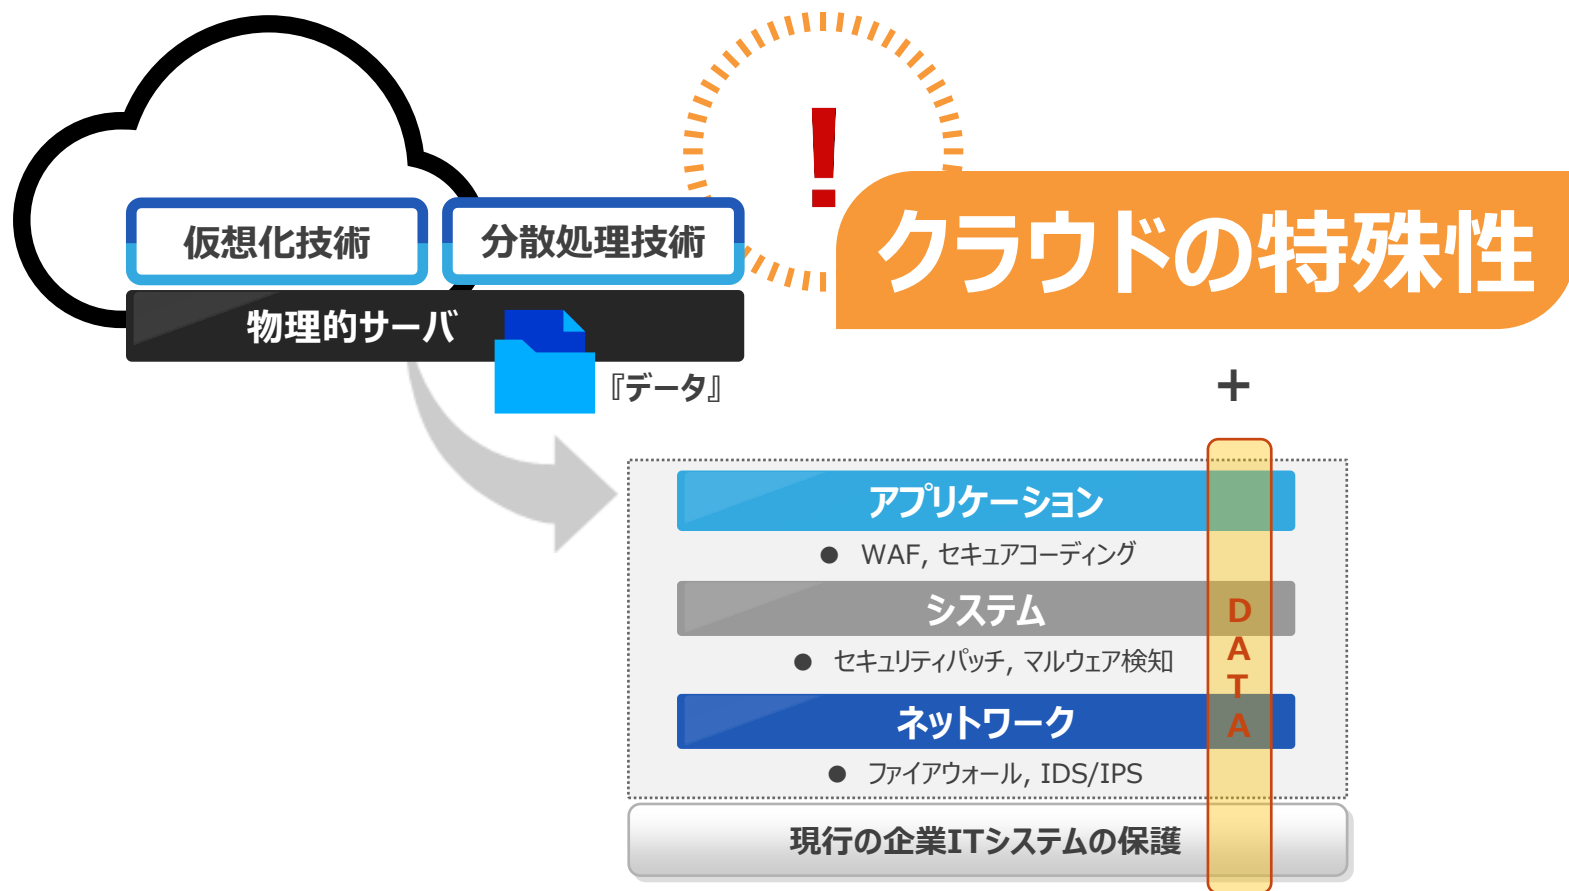 !
仮想化技術
分散処理技術
クラウドの特殊性
物理的サーバ
『データ』
+
アプリケーション
● WAF, セキュアコーディング
システム
● セキュリティパッチ, マルウェア検知
ネットワーク
● ファイアウォール, IDS/IPS
D
A
T
A
現行の企業ITシステムの保護